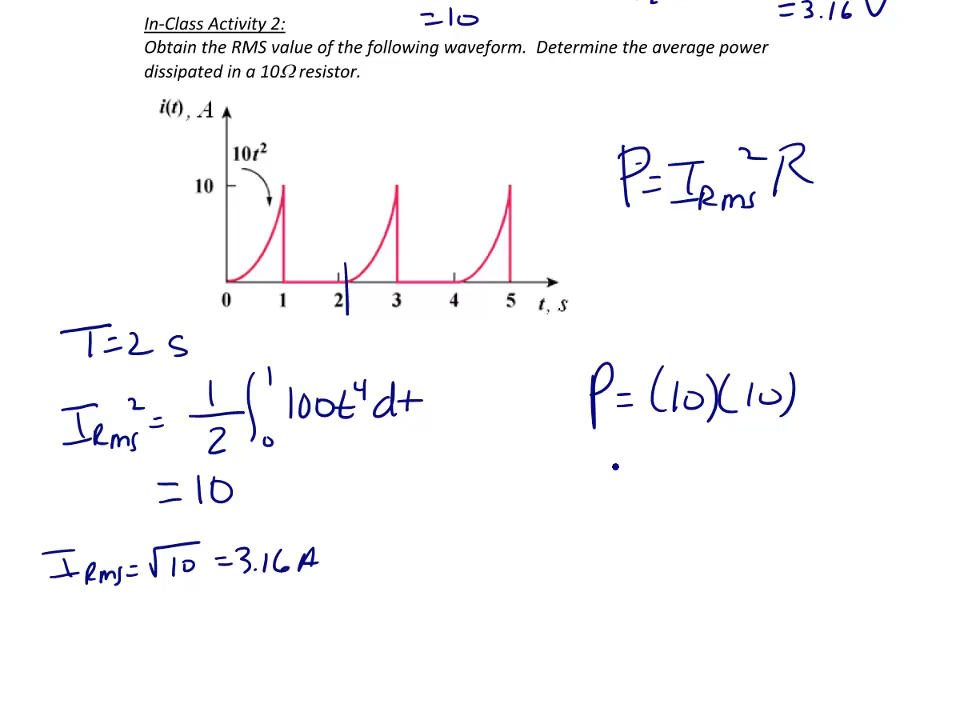 =10
=3.16 V
In-Class Activity 2:
Obtain the RMS value of the following waveform. Determine the average power
dissipated in a 10Ω resistor.
i(t), A
10t²
10
0 1 2 3 4 5 t, s
P=I_Rms² R
T=2 s
I_Rms² = 1/2 ∫₀¹ 100t⁴ dt
=10
I_Rms=√10 =3.16 A
P=(10)(10)